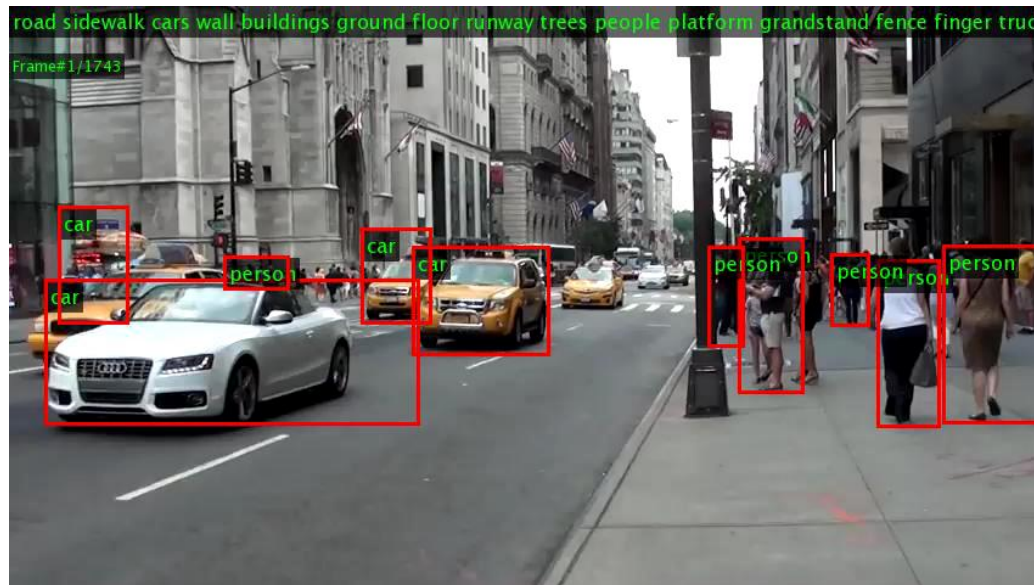 road sidewalk cars wall buildings ground floor runway trees people platform grandstand fence finger truc
Frame#1/1743
car
person
car
car
car
person
person
person
person
person